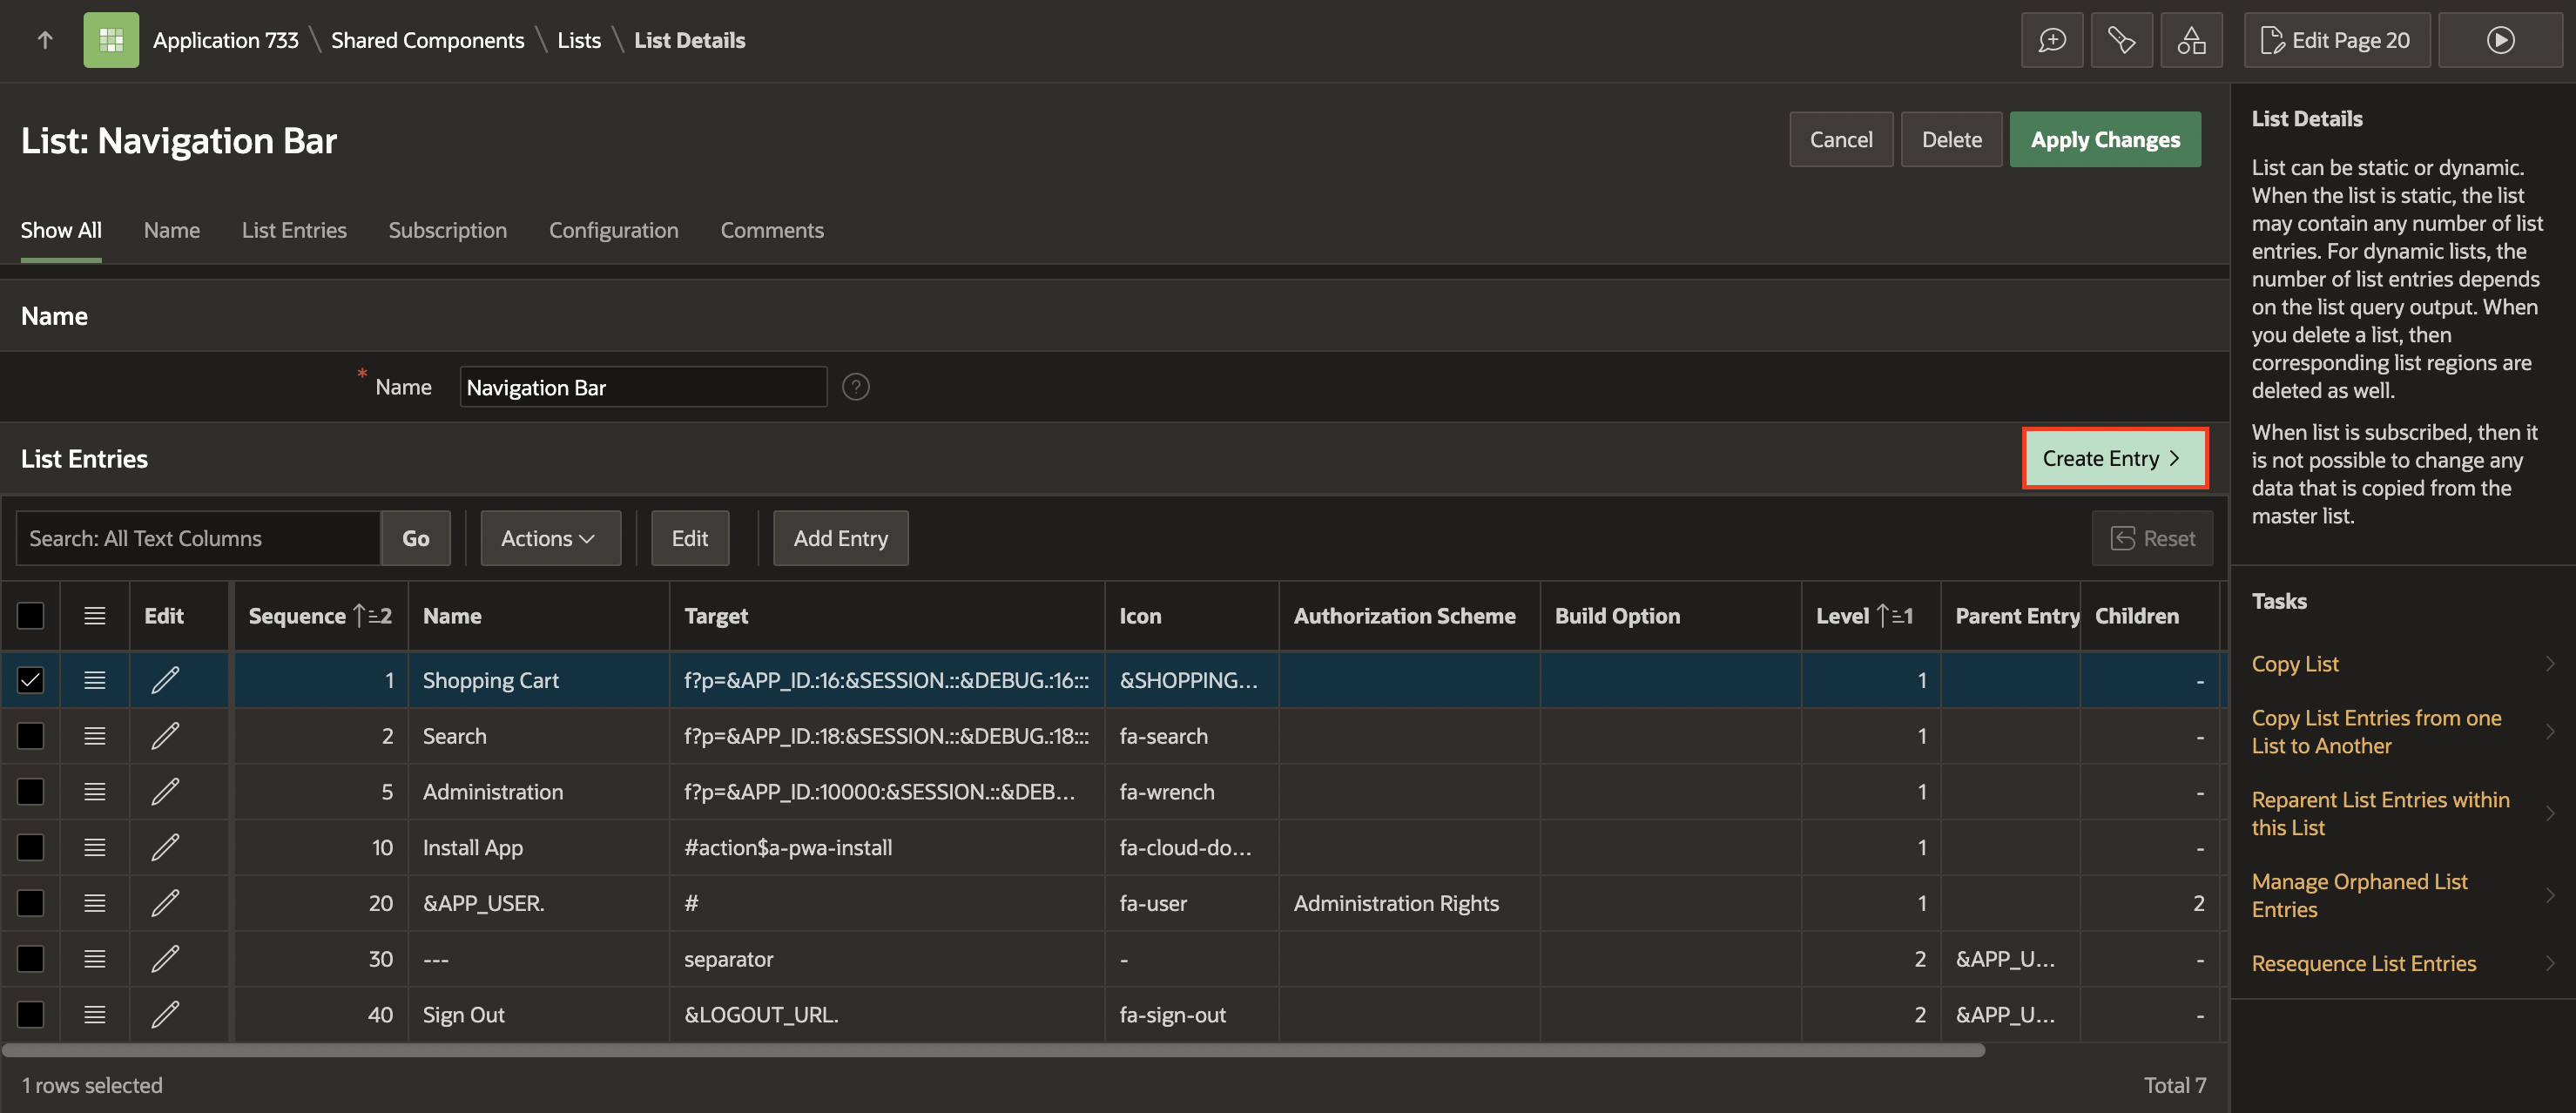 Application 733 \ Shared Components \ Lists \ List Details
Edit Page 20
List: Navigation Bar
Cancel
Delete
Apply Changes
Show All
Name
List Entries
Subscription
Configuration
Comments
Name
* Name
Navigation Bar
?
List Entries
Create Entry >
Search: All Text Columns
Go
Actions
Edit
Add Entry
Reset
Edit Sequence 2 Name Target Icon Authorization Scheme Build Option Level 1 Parent Entry Children
1 Shopping Cart f?p=&APP_ID.:16:&SESSION.::&DEBUG.:16::: &SHOPPING... 1 -
2 Search f?p=&APP_ID.:18:&SESSION.::&DEBUG.:18::: fa-search 1 -
5 Administration f?p=&APP_ID.:10000:&SESSION.::&DEB... fa-wrench 1 -
10 Install App #action$a-pwa-install fa-cloud-do... 1 -
20 &APP_USER. # fa-user Administration Rights 1 2
30 --- separator - 2 &APP_U... -
40 Sign Out &LOGOUT_URL. fa-sign-out 2 &APP_U... -
1 rows selected
Total 7
List Details
List can be static or dynamic.
When the list is static, the list
may contain any number of list
entries. For dynamic lists, the
number of list entries depends
on the list query output. When
you delete a list, then
corresponding list regions are
deleted as well.
When list is subscribed, then it
is not possible to change any
data that is copied from the
master list.
Tasks
Copy List
Copy List Entries from one
List to Another
Reparent List Entries within
this List
Manage Orphaned List
Entries
Resequence List Entries